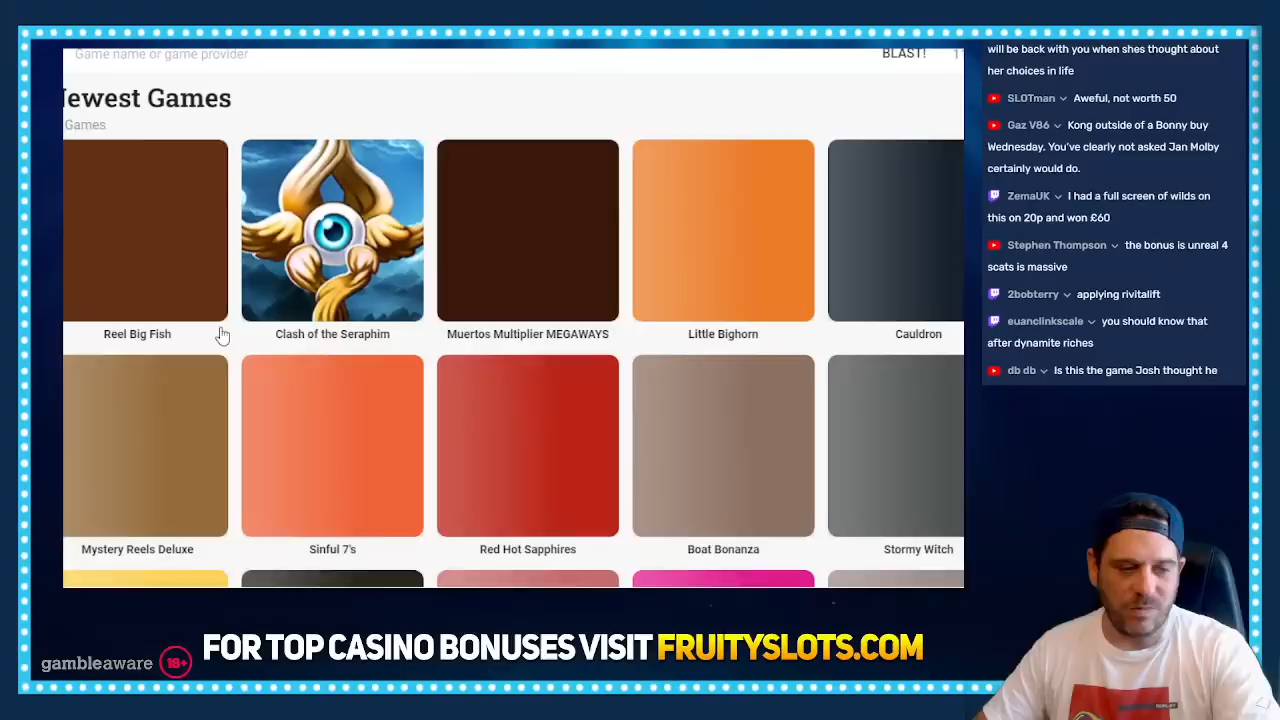 Game name or game provider
BLAST!
ewest Games
Games
Reel Big Fish
Clash of the Seraphim
Muertos Multiplier MEGAWAYS
Little Bighorn
Cauldron
Mystery Reels Deluxe
Sinful 7's
Red Hot Sapphires
Boat Bonanza
Stormy Witch
will be back with you when shes thought about
her choices in life
SLOTman Aweful, not worth 50
Gaz V86 Kong outside of a Bonny buy
Wednesday. You've clearly not asked Jan Molby
certainly would do.
ZemaUK I had a full screen of wilds on
this on 20p and won £60
Stephen Thompson the bonus is unreal 4
scats is massive
2bobterry applying rivitalift
euanclinkscale you should know that
after dynamite riches
db db Is this the game Josh thought he
gambleaware 18+
FOR TOP CASINO BONUSES VISIT FRUITYSLOTS.COM